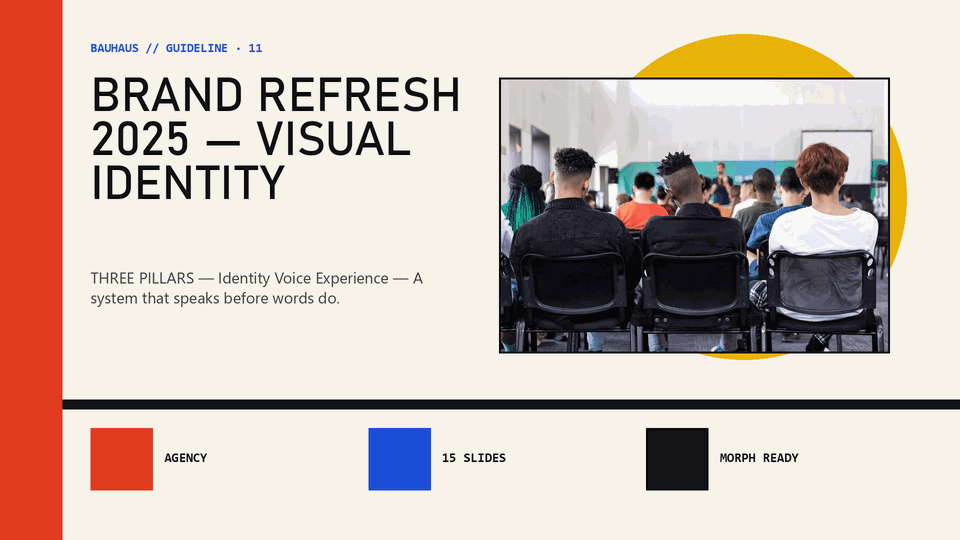 BAUHAUS // GUIDELINE · 11
BRAND REFRESH
2025 — VISUAL
IDENTITY
THREE PILLARS — Identity Voice Experience — A
system that speaks before words do.
AGENCY
15 SLIDES
MORPH READY